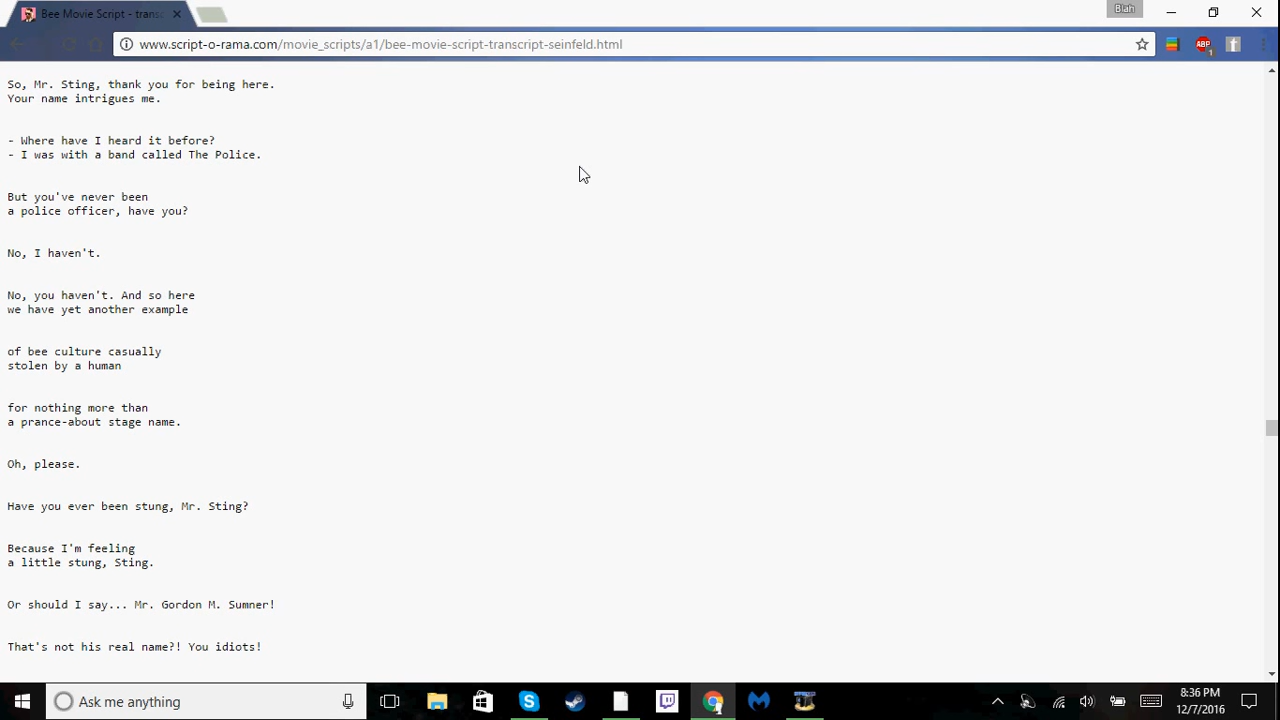 Bee Movie Script - transc
Blah
www.script-o-rama.com/movie_scripts/a1/bee-movie-script-transcript-seinfeld.html
ABP
1
So, Mr. Sting, thank you for being here.
Your name intrigues me.
- Where have I heard it before?
- I was with a band called The Police.
But you've never been
a police officer, have you?
No, I haven't.
No, you haven't. And so here
we have yet another example
of bee culture casually
stolen by a human
for nothing more than
a prance-about stage name.
Oh, please.
Have you ever been stung, Mr. Sting?
Because I'm feeling
a little stung, Sting.
Or should I say... Mr. Gordon M. Sumner!
That's not his real name?! You idiots!
Ask me anything
8:36 PM
12/7/2016